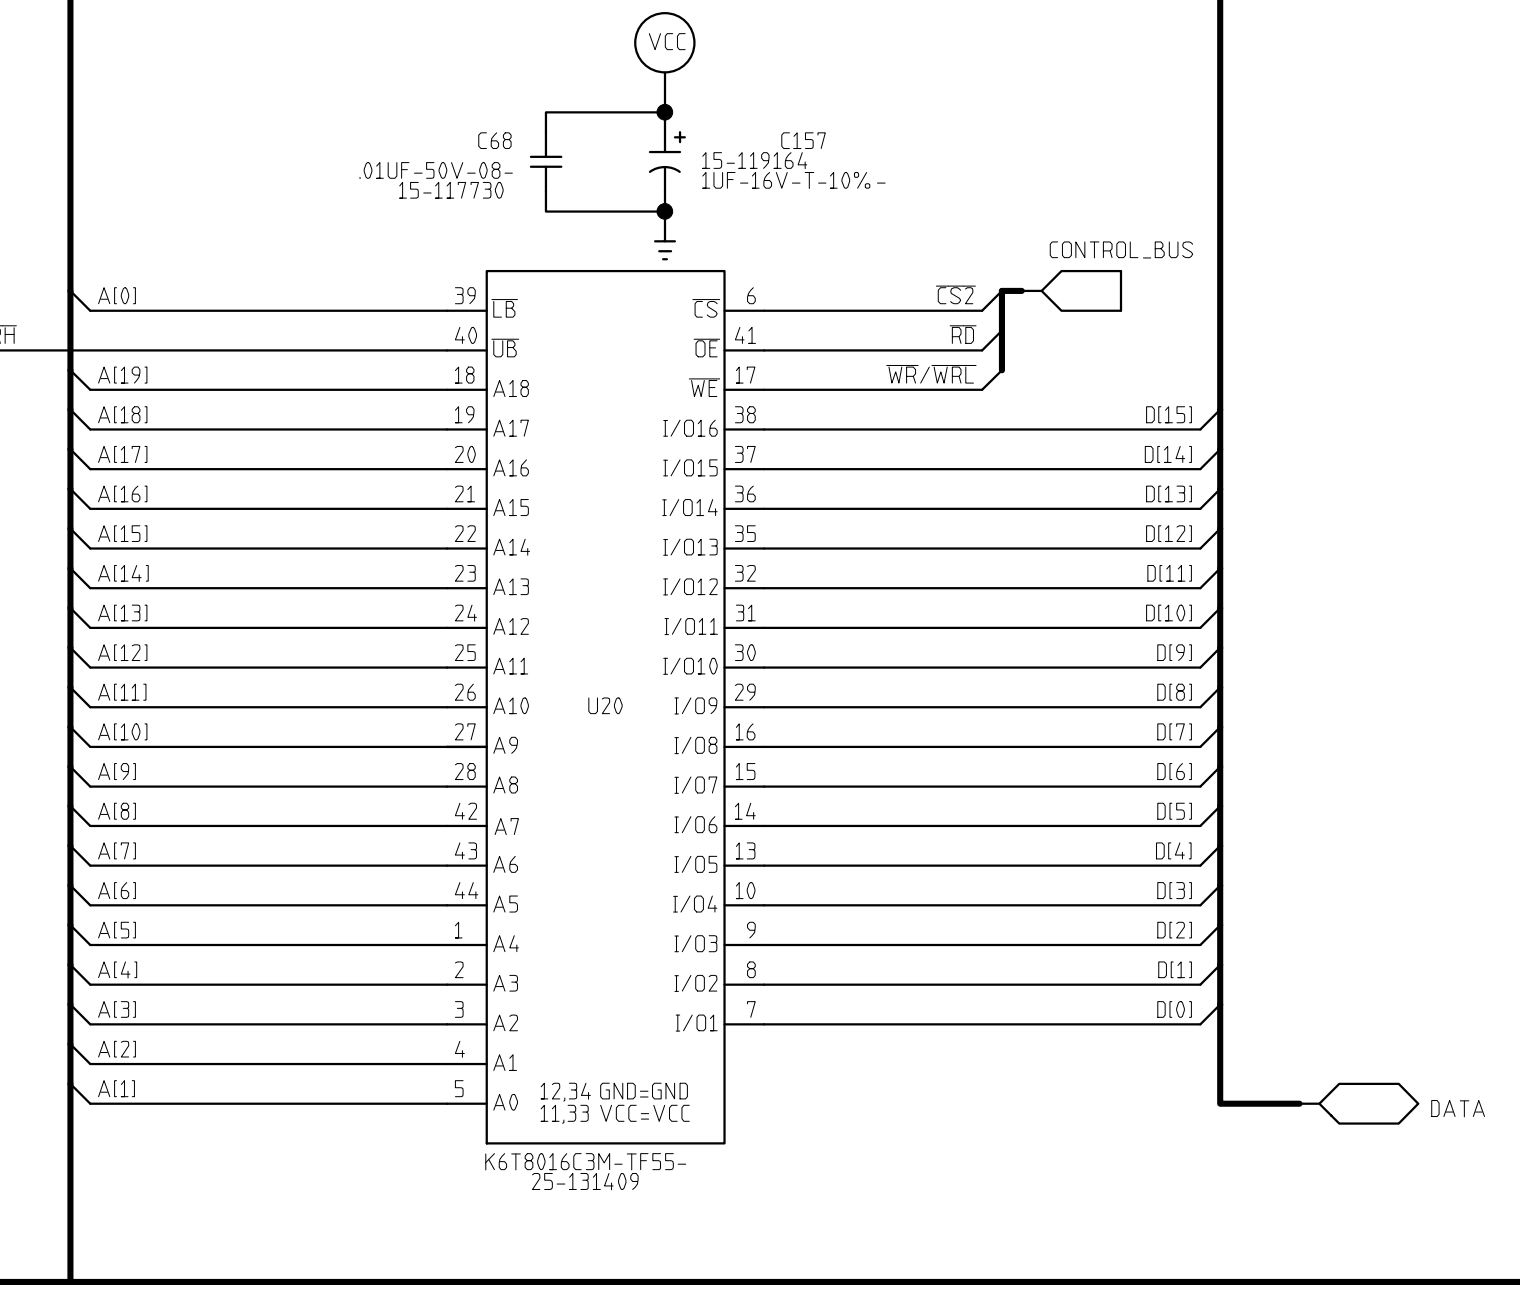 VCC
C68
.01UF-50V-08-
15-117730
C157
15-119164
1UF-16V-T-10%-
CONTROL_BUS
A[0] 39 LB CS 6 CS2
RH 40 UB OE 41 RD
A[19] 18 A18 WE 17 WR/WRL
A[18] 19 A17 I/O16 38 D[15]
A[17] 20 A16 I/O15 37 D[14]
A[16] 21 A15 I/O14 36 D[13]
A[15] 22 A14 I/O13 35 D[12]
A[14] 23 A13 I/O12 32 D[11]
A[13] 24 A12 I/O11 31 D[10]
A[12] 25 A11 I/O10 30 D[9]
A[11] 26 A10 U20 I/O9 29 D[8]
A[10] 27 A9 I/O8 16 D[7]
A[9] 28 A8 I/O7 15 D[6]
A[8] 42 A7 I/O6 14 D[5]
A[7] 43 A6 I/O5 13 D[4]
A[6] 44 A5 I/O4 10 D[3]
A[5] 1 A4 I/O3 9 D[2]
A[4] 2 A3 I/O2 8 D[1]
A[3] 3 A2 I/O1 7 D[0]
A[2] 4 A1
A[1] 5 A0
12,34 GND=GND
11,33 VCC=VCC
DATA
K6T8016C3M-TF55-
25-131409